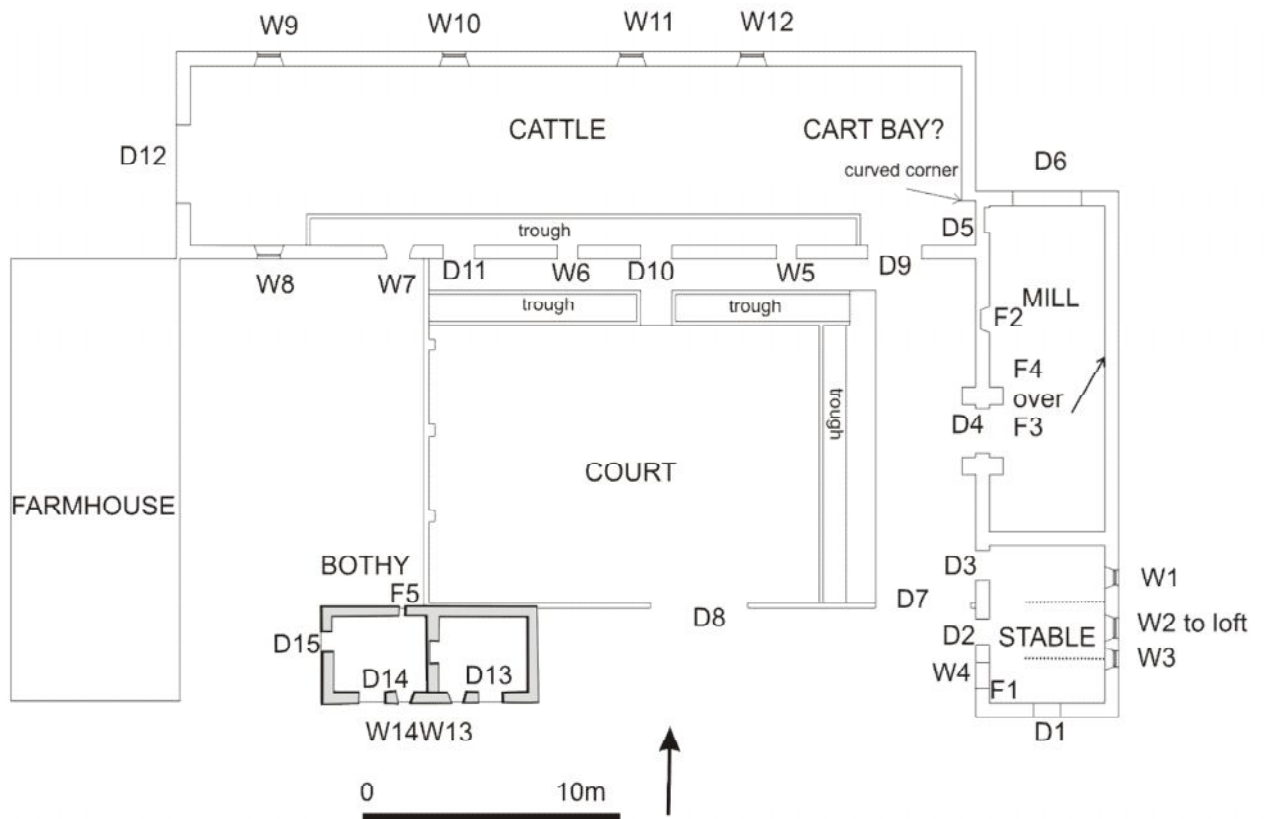 W9 W10 W11 W12
CATTLE CART BAY?
D12 D6
curved corner
trough D5
W8 W7 D11 W6 D10 W5 D9
trough trough MILL
F2
F4
over
F3
trough D4
COURT
FARMHOUSE
BOTHY D3 W1
F5 D7
D8
D15 D2 STABLE W2 to loft
D14 D13 W4 W3
F1
W14 W13 D1
0 10m